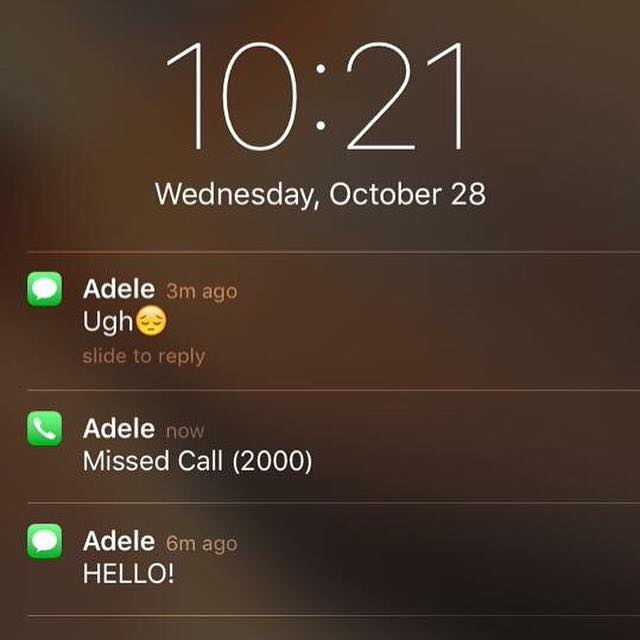 10:21
Wednesday, October 28
Adele 3m ago
Ugh😔
slide to reply
Adele now
Missed Call (2000)
Adele 6m ago
HELLO!